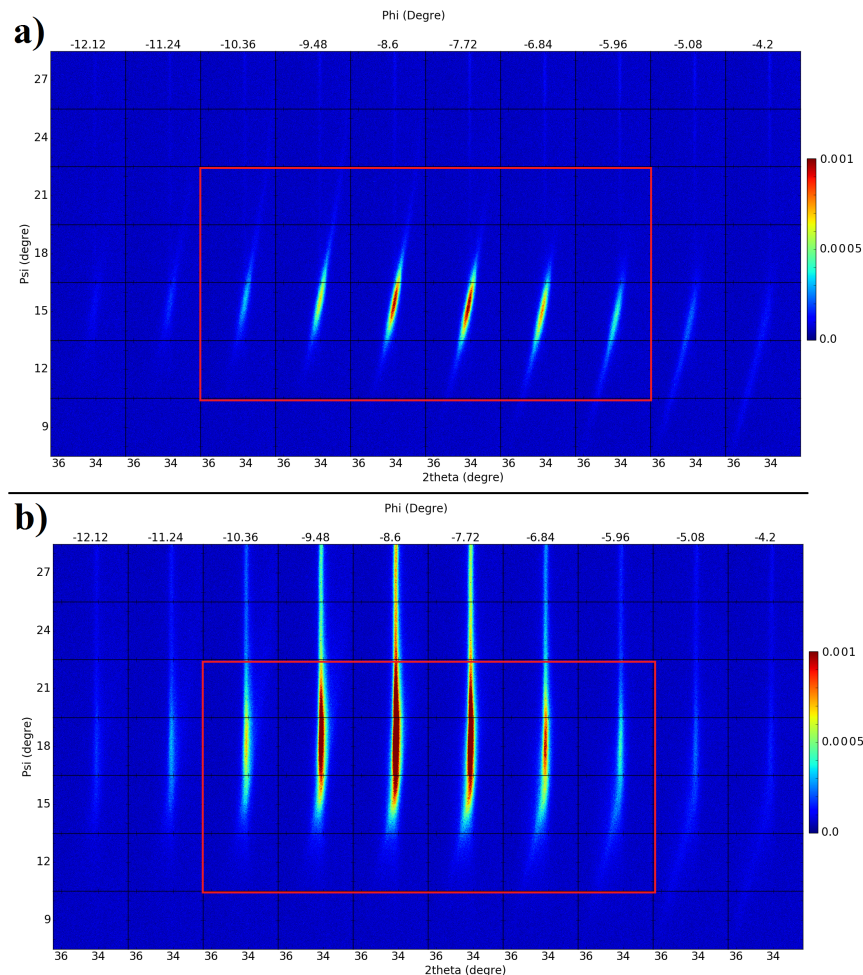 a)
Phi (Degre)
-12.12 -11.24 -10.36 -9.48 -8.6 -7.72 -6.84 -5.96 -5.08 -4.2
27
24
21
18
15
12
9
Psi (degre)
0.001
0.0005
0.0
36 34 36 34 36 34 36 34 36 34 36 34 36 34 36 34 36 34 36 34
2theta (degre)
b)
Phi (Degre)
-12.12 -11.24 -10.36 -9.48 -8.6 -7.72 -6.84 -5.96 -5.08 -4.2
27
24
21
18
15
12
9
Psi (degre)
0.001
0.0005
0.0
36 34 36 34 36 34 36 34 36 34 36 34 36 34 36 34 36 34 36 34
2theta (degre)